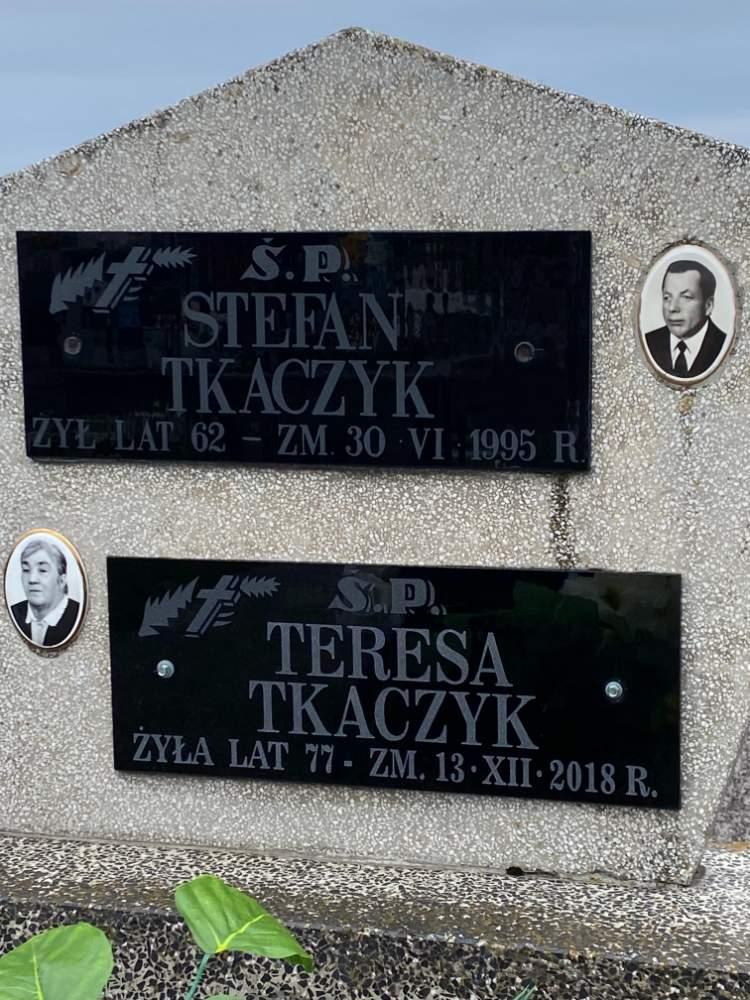 Ś.P.
STEFAN
TKACZYK
ŻYŁ LAT 62 – ZM. 30 · VI · 1995 R.
Ś.P.
TERESA
TKACZYK
ŻYŁA LAT 77 - ZM. 13·XII·2018 R.